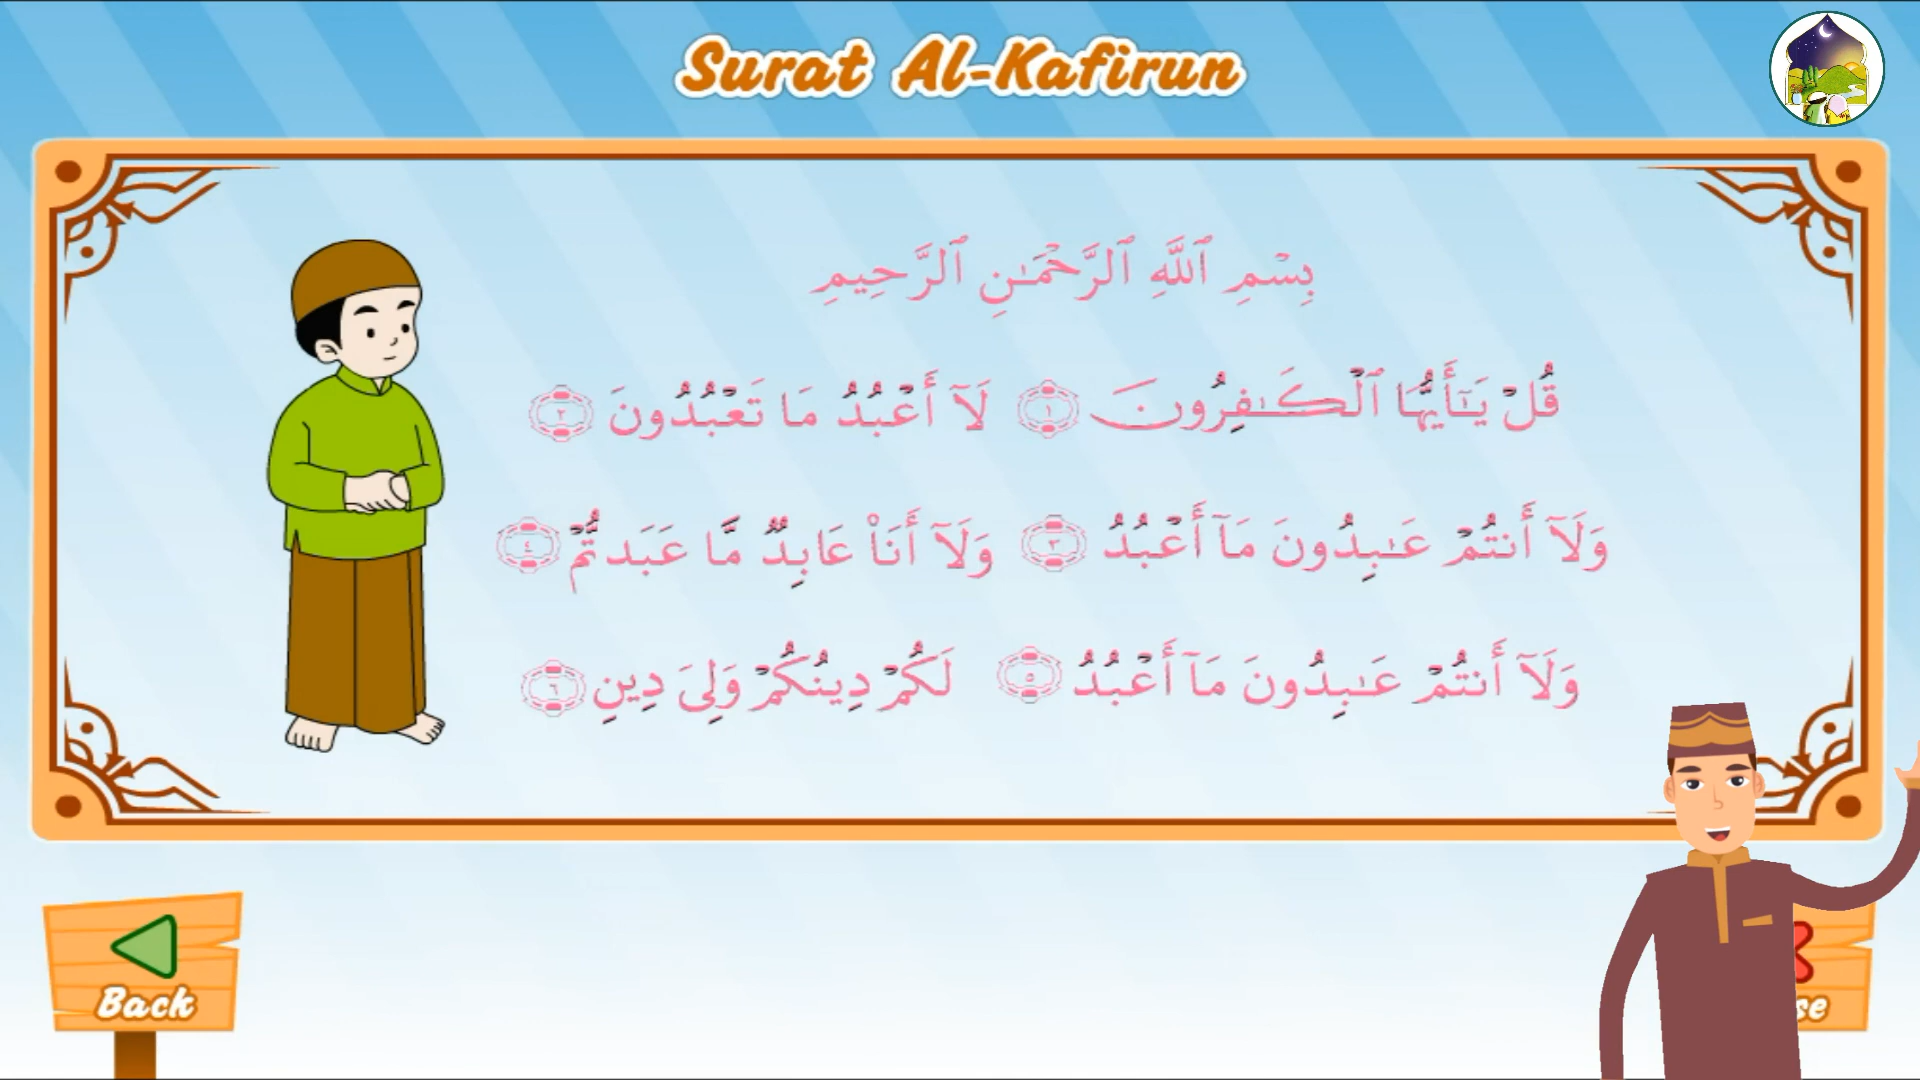 Surat Al-Kafirun
بِسْمِ ٱللَّهِ ٱلرَّحْمَـٰنِ ٱلرَّحِيمِ
قُلْ يَـٰٓأَيُّهَا ٱلْكَـٰفِرُونَ ١ لَآ أَعْبُدُ مَا تَعْبُدُونَ ٢
وَلَآ أَنتُمْ عَـٰبِدُونَ مَآ أَعْبُدُ ٣ وَلَآ أَنَا۠ عَابِدٌ مَّا عَبَدتُّمْ ٤
وَلَآ أَنتُمْ عَـٰبِدُونَ مَآ أَعْبُدُ ٥ لَكُمْ دِينُكُمْ وَلِىَ دِينِ ٦
Back